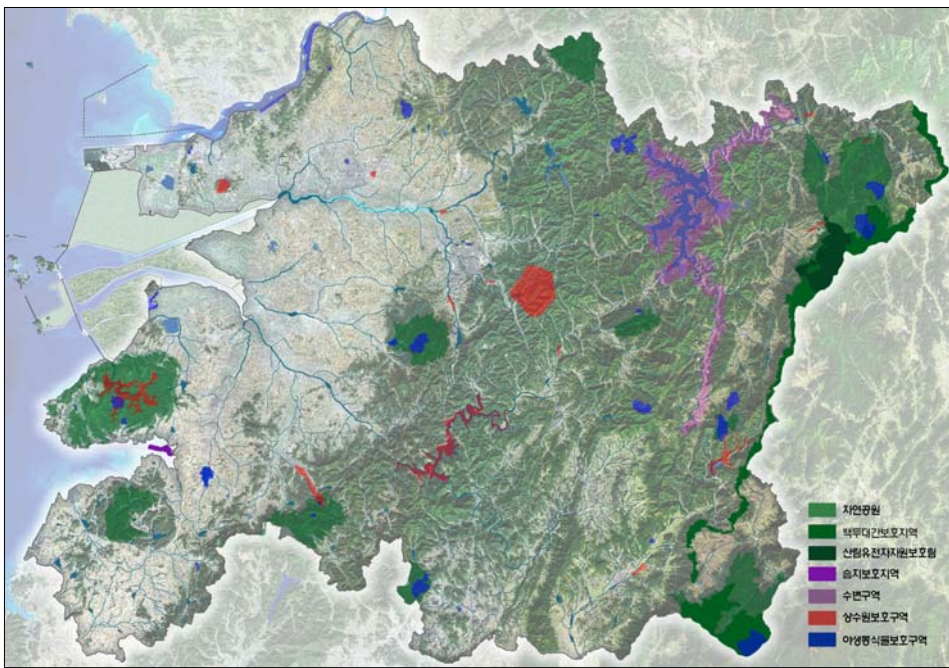 자연공원
백두대간보호지역
산림유전자자원보호림
습지보호지역
수변구역
상수원보호구역
야생동식물보호구역